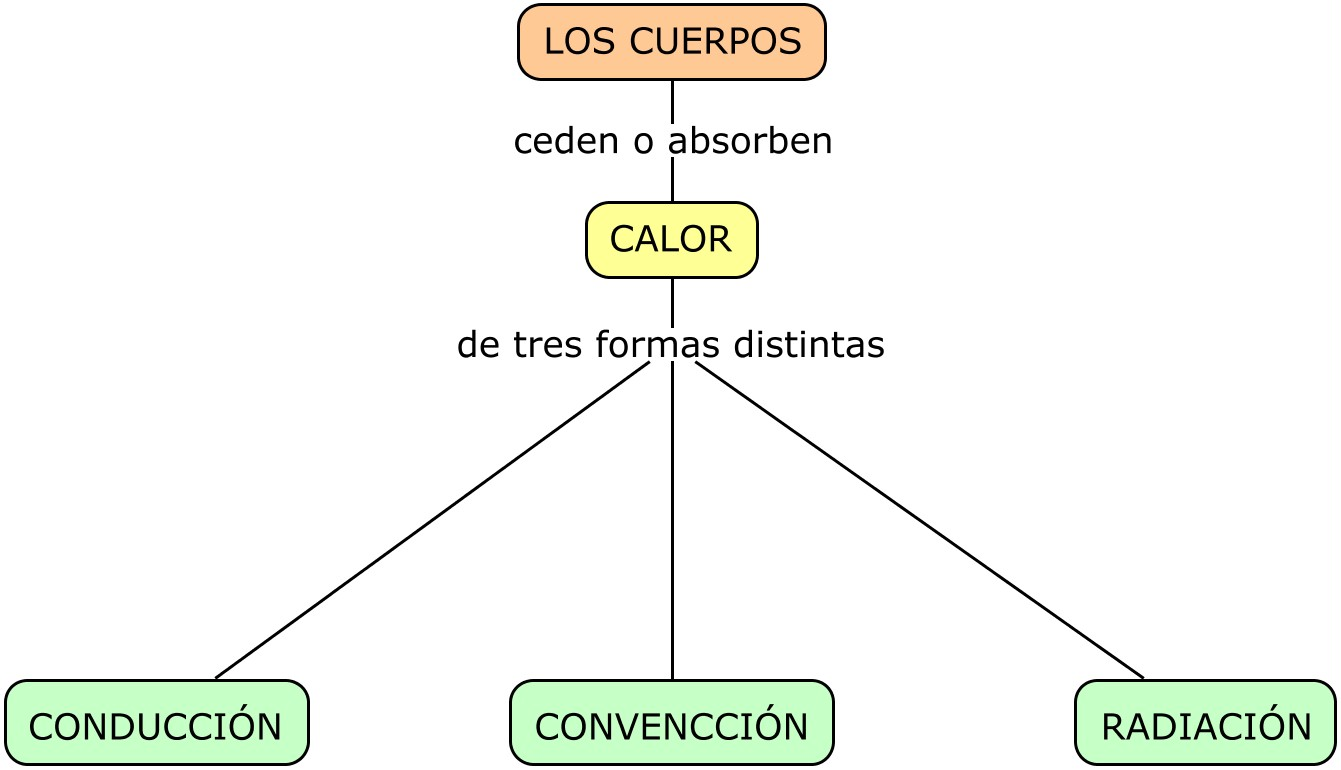 LOS CUERPOS
ceden o absorben
CALOR
de tres formas distintas
CONDUCCIÓN
CONVENCCIÓN
RADIACIÓN